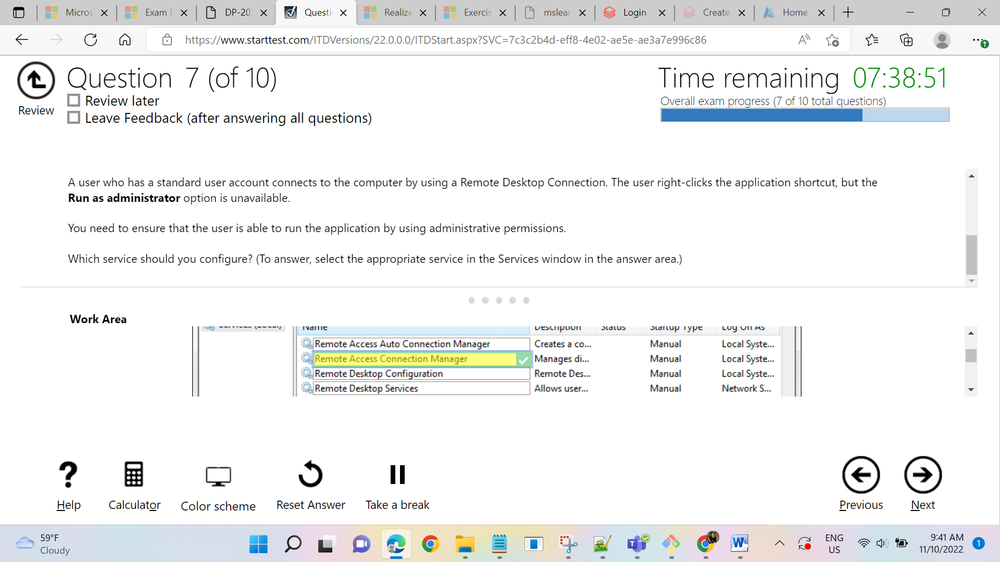 Micros
Exam D
DP-203
Questi
Realize
Exercis
mslear
Login -
Create,
Home
https://www.starttest.com/ITDVersions/22.0.0.0/ITDStart.aspx?SVC=7c3c2b4d-eff8-4e02-ae5e-ae3a7e996c86
Question 7 (of 10)
Time remaining 07:38:51
Review later
Overall exam progress (7 of 10 total questions)
Review
Leave Feedback (after answering all questions)
A user who has a standard user account connects to the computer by using a Remote Desktop Connection. The user right-clicks the application shortcut, but the
Run as administrator option is unavailable.
You need to ensure that the user is able to run the application by using administrative permissions.
Which service should you configure? (To answer, select the appropriate service in the Services window in the answer area.)
Work Area
Services (Local) Name Description Status Startup Type Log On As
Remote Access Auto Connection Manager Creates a co... Manual Local Syste...
Remote Access Connection Manager Manages di... Manual Local Syste...
Remote Desktop Configuration Remote Des... Manual Local Syste...
Remote Desktop Services Allows user... Manual Network S...
Help
Calculator
Color scheme
Reset Answer
Take a break
Previous
Next
59°F
Cloudy
ENG
US
9:41 AM
11/10/2022
1